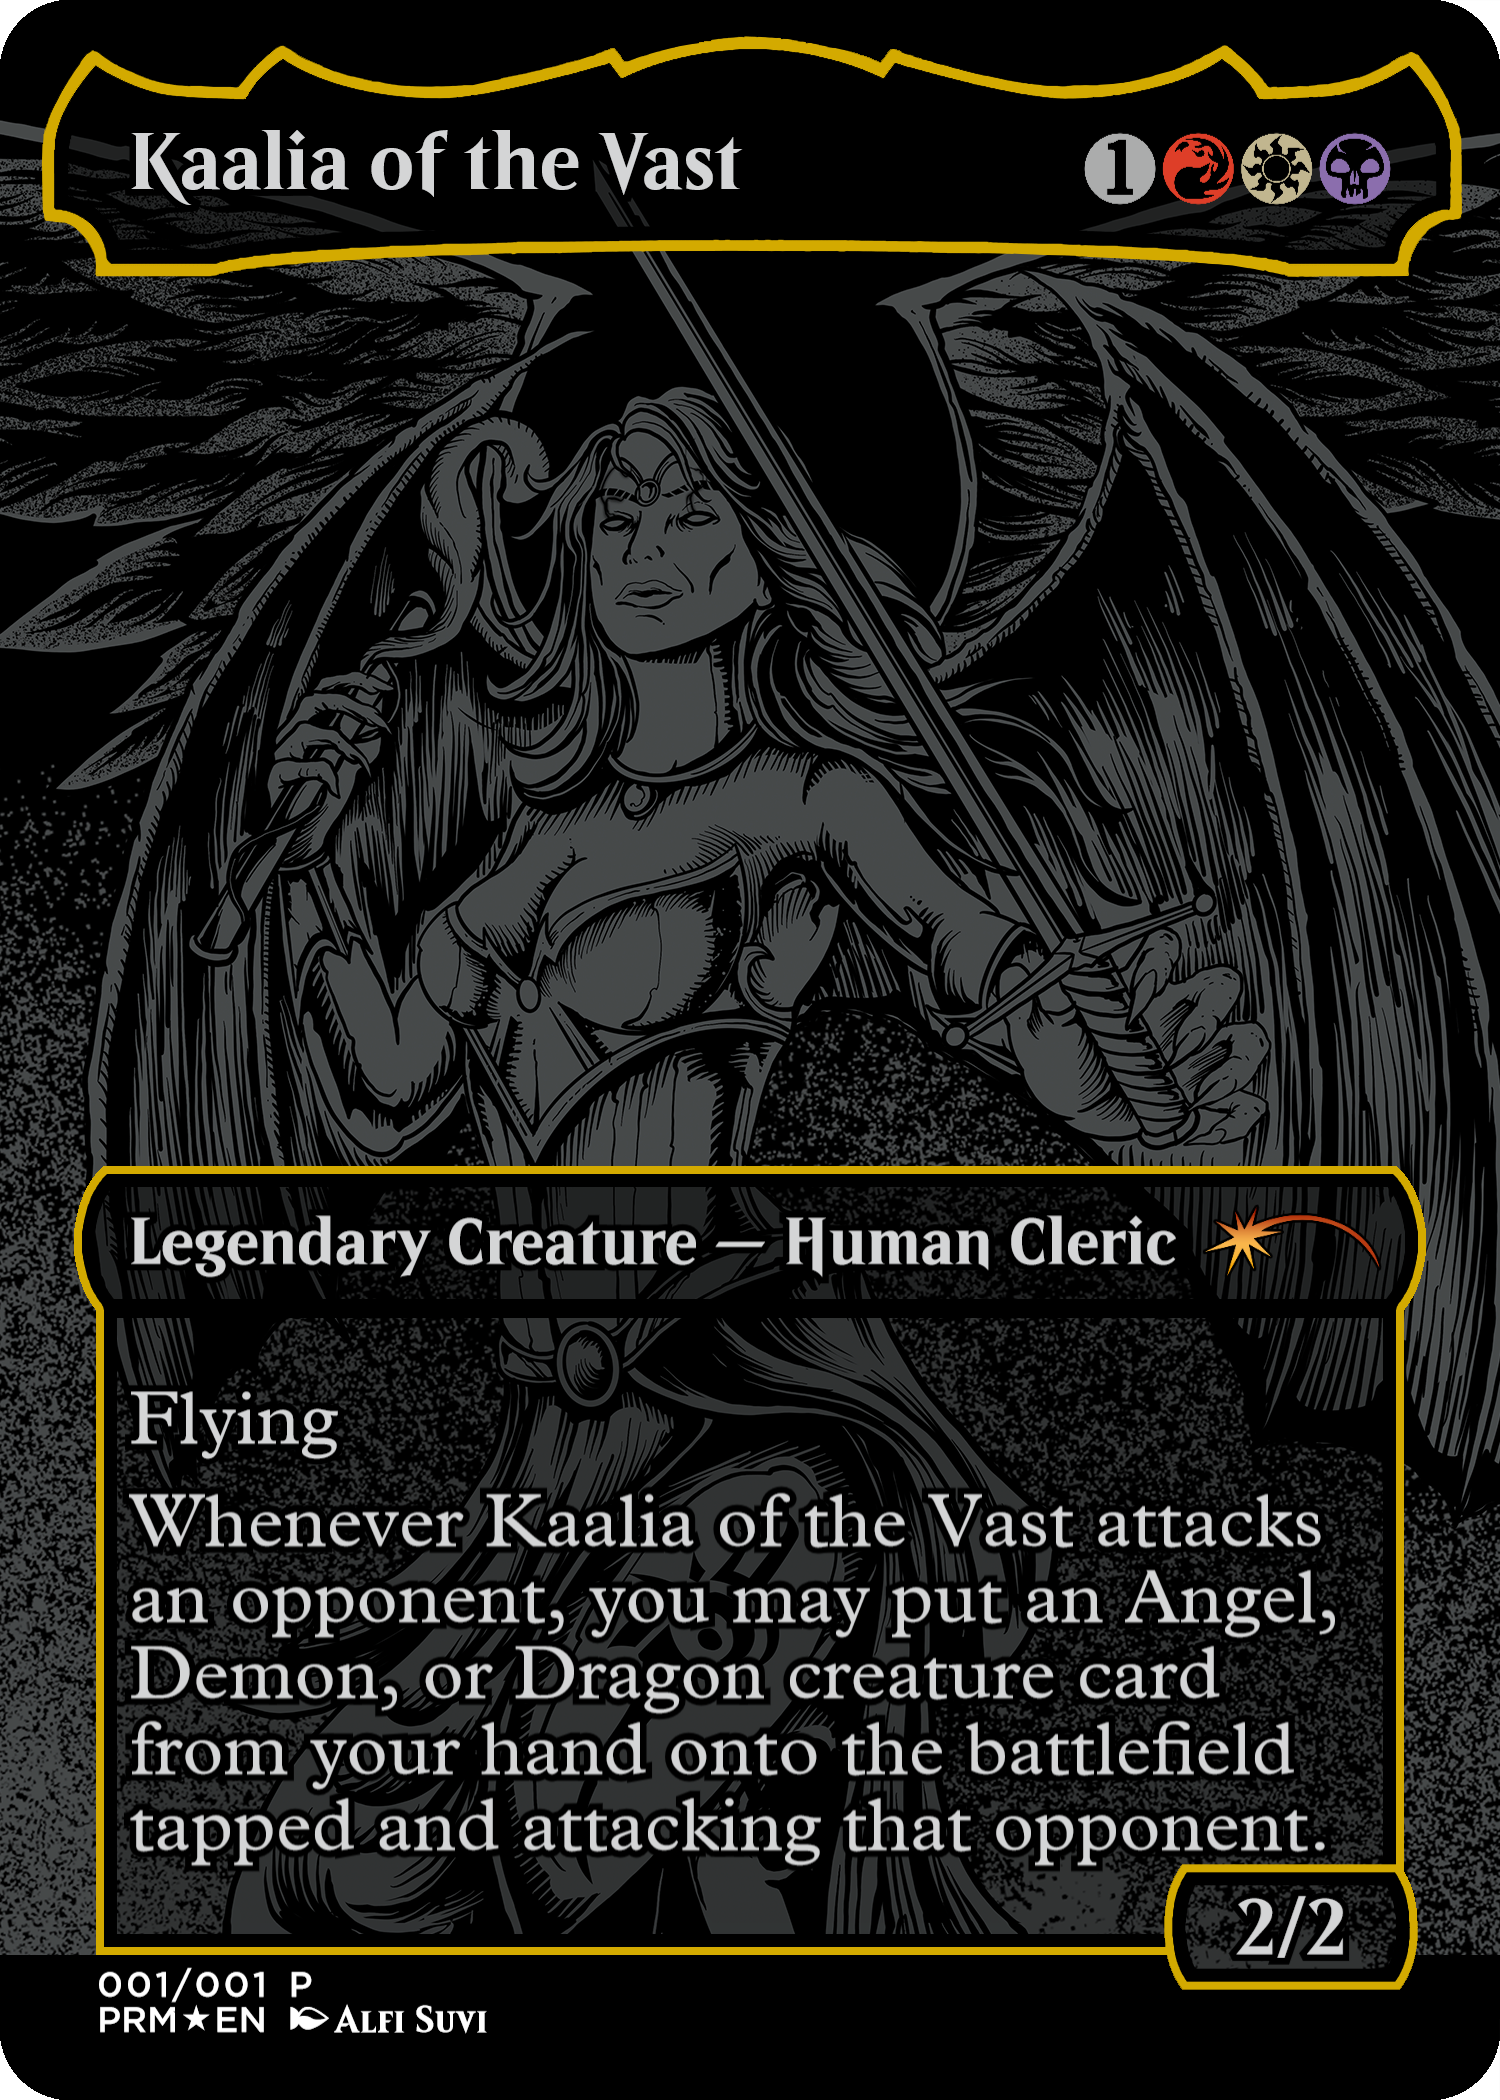 Kaalia of the Vast 1
Legendary Creature — Human Cleric
Flying
Whenever Kaalia of the Vast attacks
an opponent, you may put an Angel,
Demon, or Dragon creature card
from your hand onto the battlefield
tapped and attacking that opponent.
2/2
001/001 P
PRM★EN Alfi Suvi